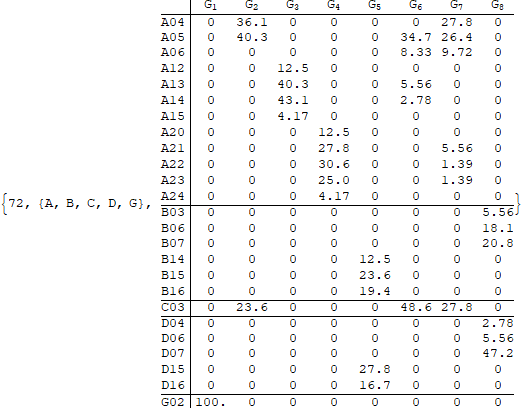 G₁ G₂ G₃ G₄ G₅ G₆ G₇ G₈
A04 0 36.1 0 0 0 0 27.8 0
A05 0 40.3 0 0 0 34.7 26.4 0
A06 0 0 0 0 0 8.33 9.72 0
A12 0 0 12.5 0 0 0 0 0
A13 0 0 40.3 0 0 5.56 0 0
A14 0 0 43.1 0 0 2.78 0 0
A15 0 0 4.17 0 0 0 0 0
A20 0 0 0 12.5 0 0 0 0
A21 0 0 0 27.8 0 0 5.56 0
A22 0 0 0 30.6 0 0 1.39 0
A23 0 0 0 25.0 0 0 1.39 0
A24 0 0 0 4.17 0 0 0 0
{72, {A, B, C, D, G}, B03 0 0 0 0 0 0 0 5.56}
B06 0 0 0 0 0 0 0 18.1
B07 0 0 0 0 0 0 0 20.8
B14 0 0 0 0 12.5 0 0 0
B15 0 0 0 0 23.6 0 0 0
B16 0 0 0 0 19.4 0 0 0
C03 0 23.6 0 0 0 48.6 27.8 0
D04 0 0 0 0 0 0 0 2.78
D06 0 0 0 0 0 0 0 5.56
D07 0 0 0 0 0 0 0 47.2
D15 0 0 0 0 27.8 0 0 0
D16 0 0 0 0 16.7 0 0 0
G02 100. 0 0 0 0 0 0 0